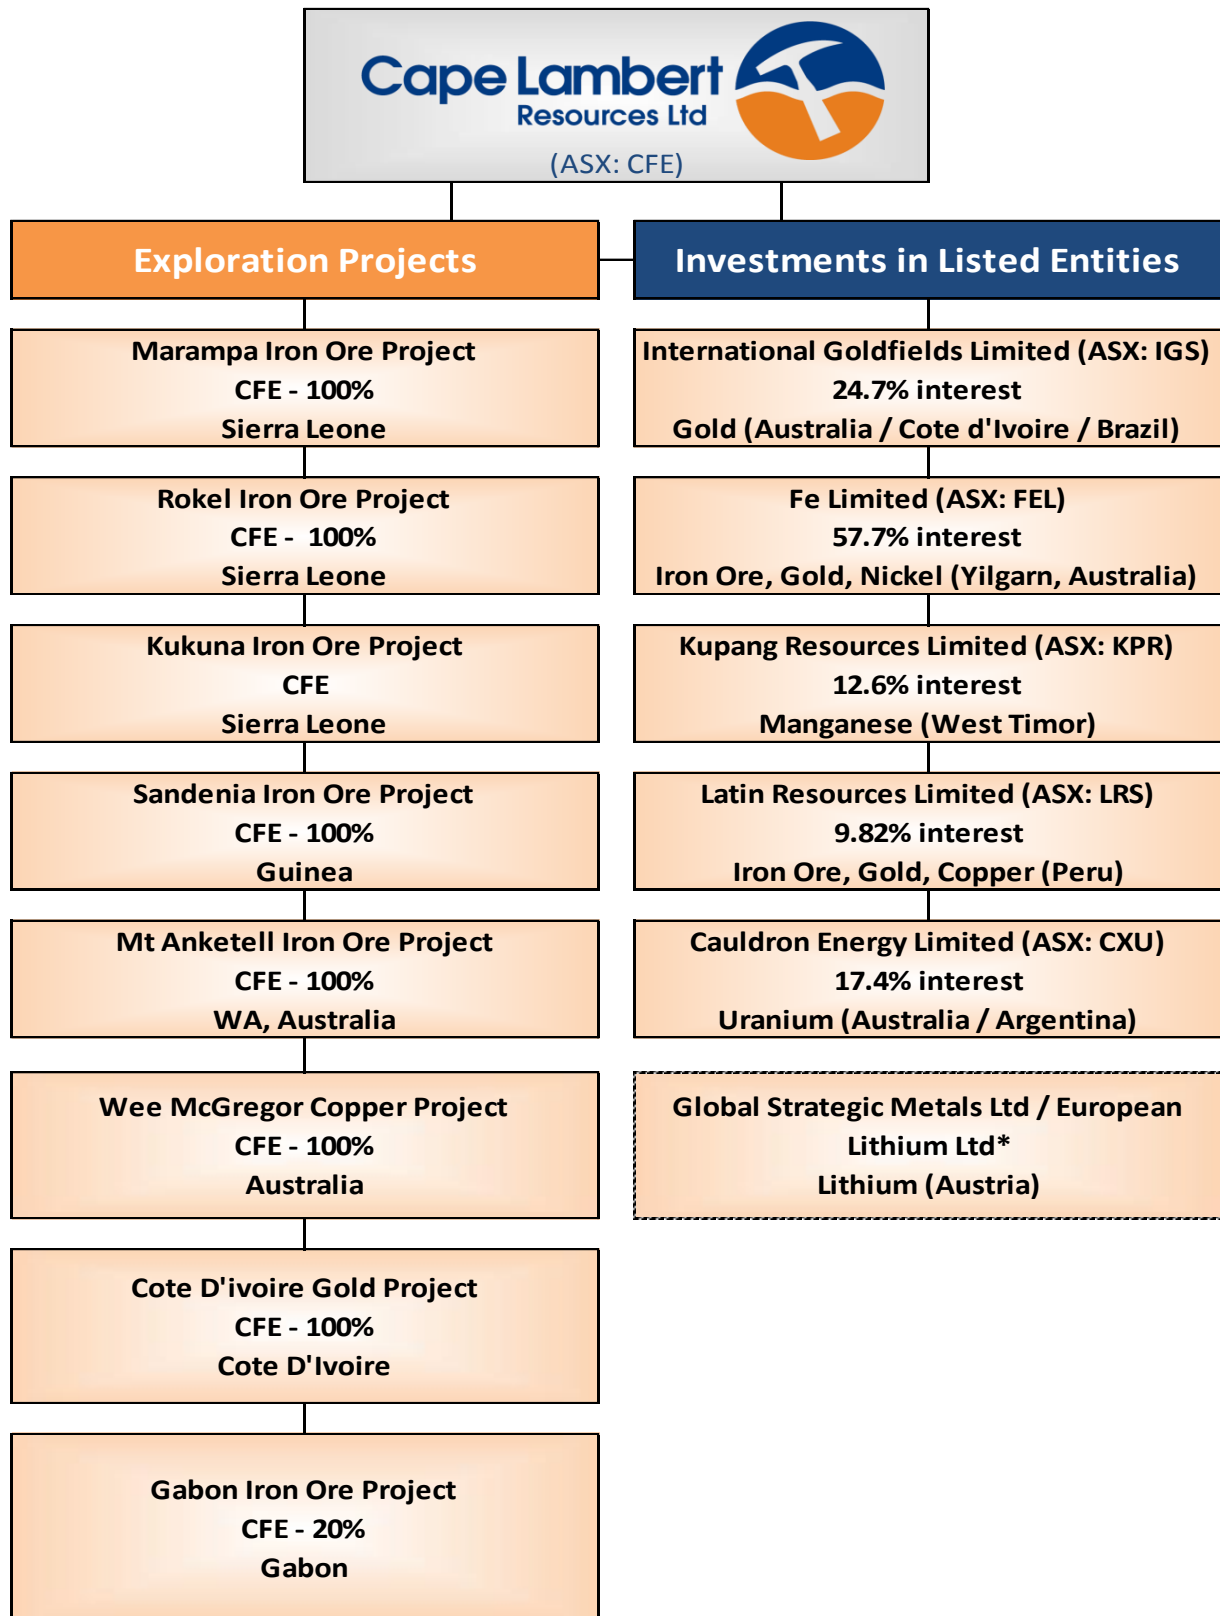 Cape Lambert
Resources Ltd
(ASX: CFE)
Exploration Projects
Marampa Iron Ore Project
CFE - 100%
Sierra Leone
Rokel Iron Ore Project
CFE -  100%
Sierra Leone
Kukuna Iron Ore Project
CFE
Sierra Leone
Sandenia Iron Ore Project
CFE - 100%
Guinea
Mt Anketell Iron Ore Project
CFE - 100%
WA, Australia
Wee McGregor Copper Project
CFE - 100%
Australia
Cote D'ivoire Gold Project
CFE - 100%
Cote D'Ivoire
Gabon Iron Ore Project
CFE - 20%
Gabon
Investments in Listed Entities
International Goldfields Limited (ASX: IGS)
24.7% interest
Gold (Australia / Cote d'Ivoire / Brazil)
Fe Limited (ASX: FEL)
57.7% interest
Iron Ore, Gold, Nickel (Yilgarn, Australia)
Kupang Resources Limited (ASX: KPR)
12.6% interest
Manganese (West Timor)
Latin Resources Limited (ASX: LRS)
9.82% interest
Iron Ore, Gold, Copper (Peru)
Cauldron Energy Limited (ASX: CXU)
17.4% interest
Uranium (Australia / Argentina)
Global Strategic Metals Ltd / European
Lithium Ltd*
Lithium (Austria)